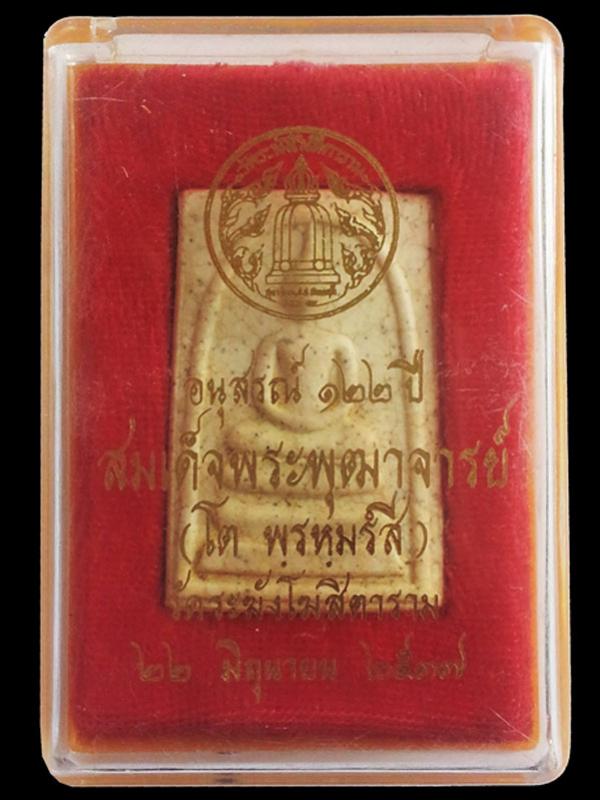 อนุสรณ์ ๑๒๒ ปี
สมเด็จพระพุฒาจารย์
(โต พฺรหฺมรํสี)
วัดระฆังโฆสิตาราม
๒๒ มิถุนายน ๒๕๓๗